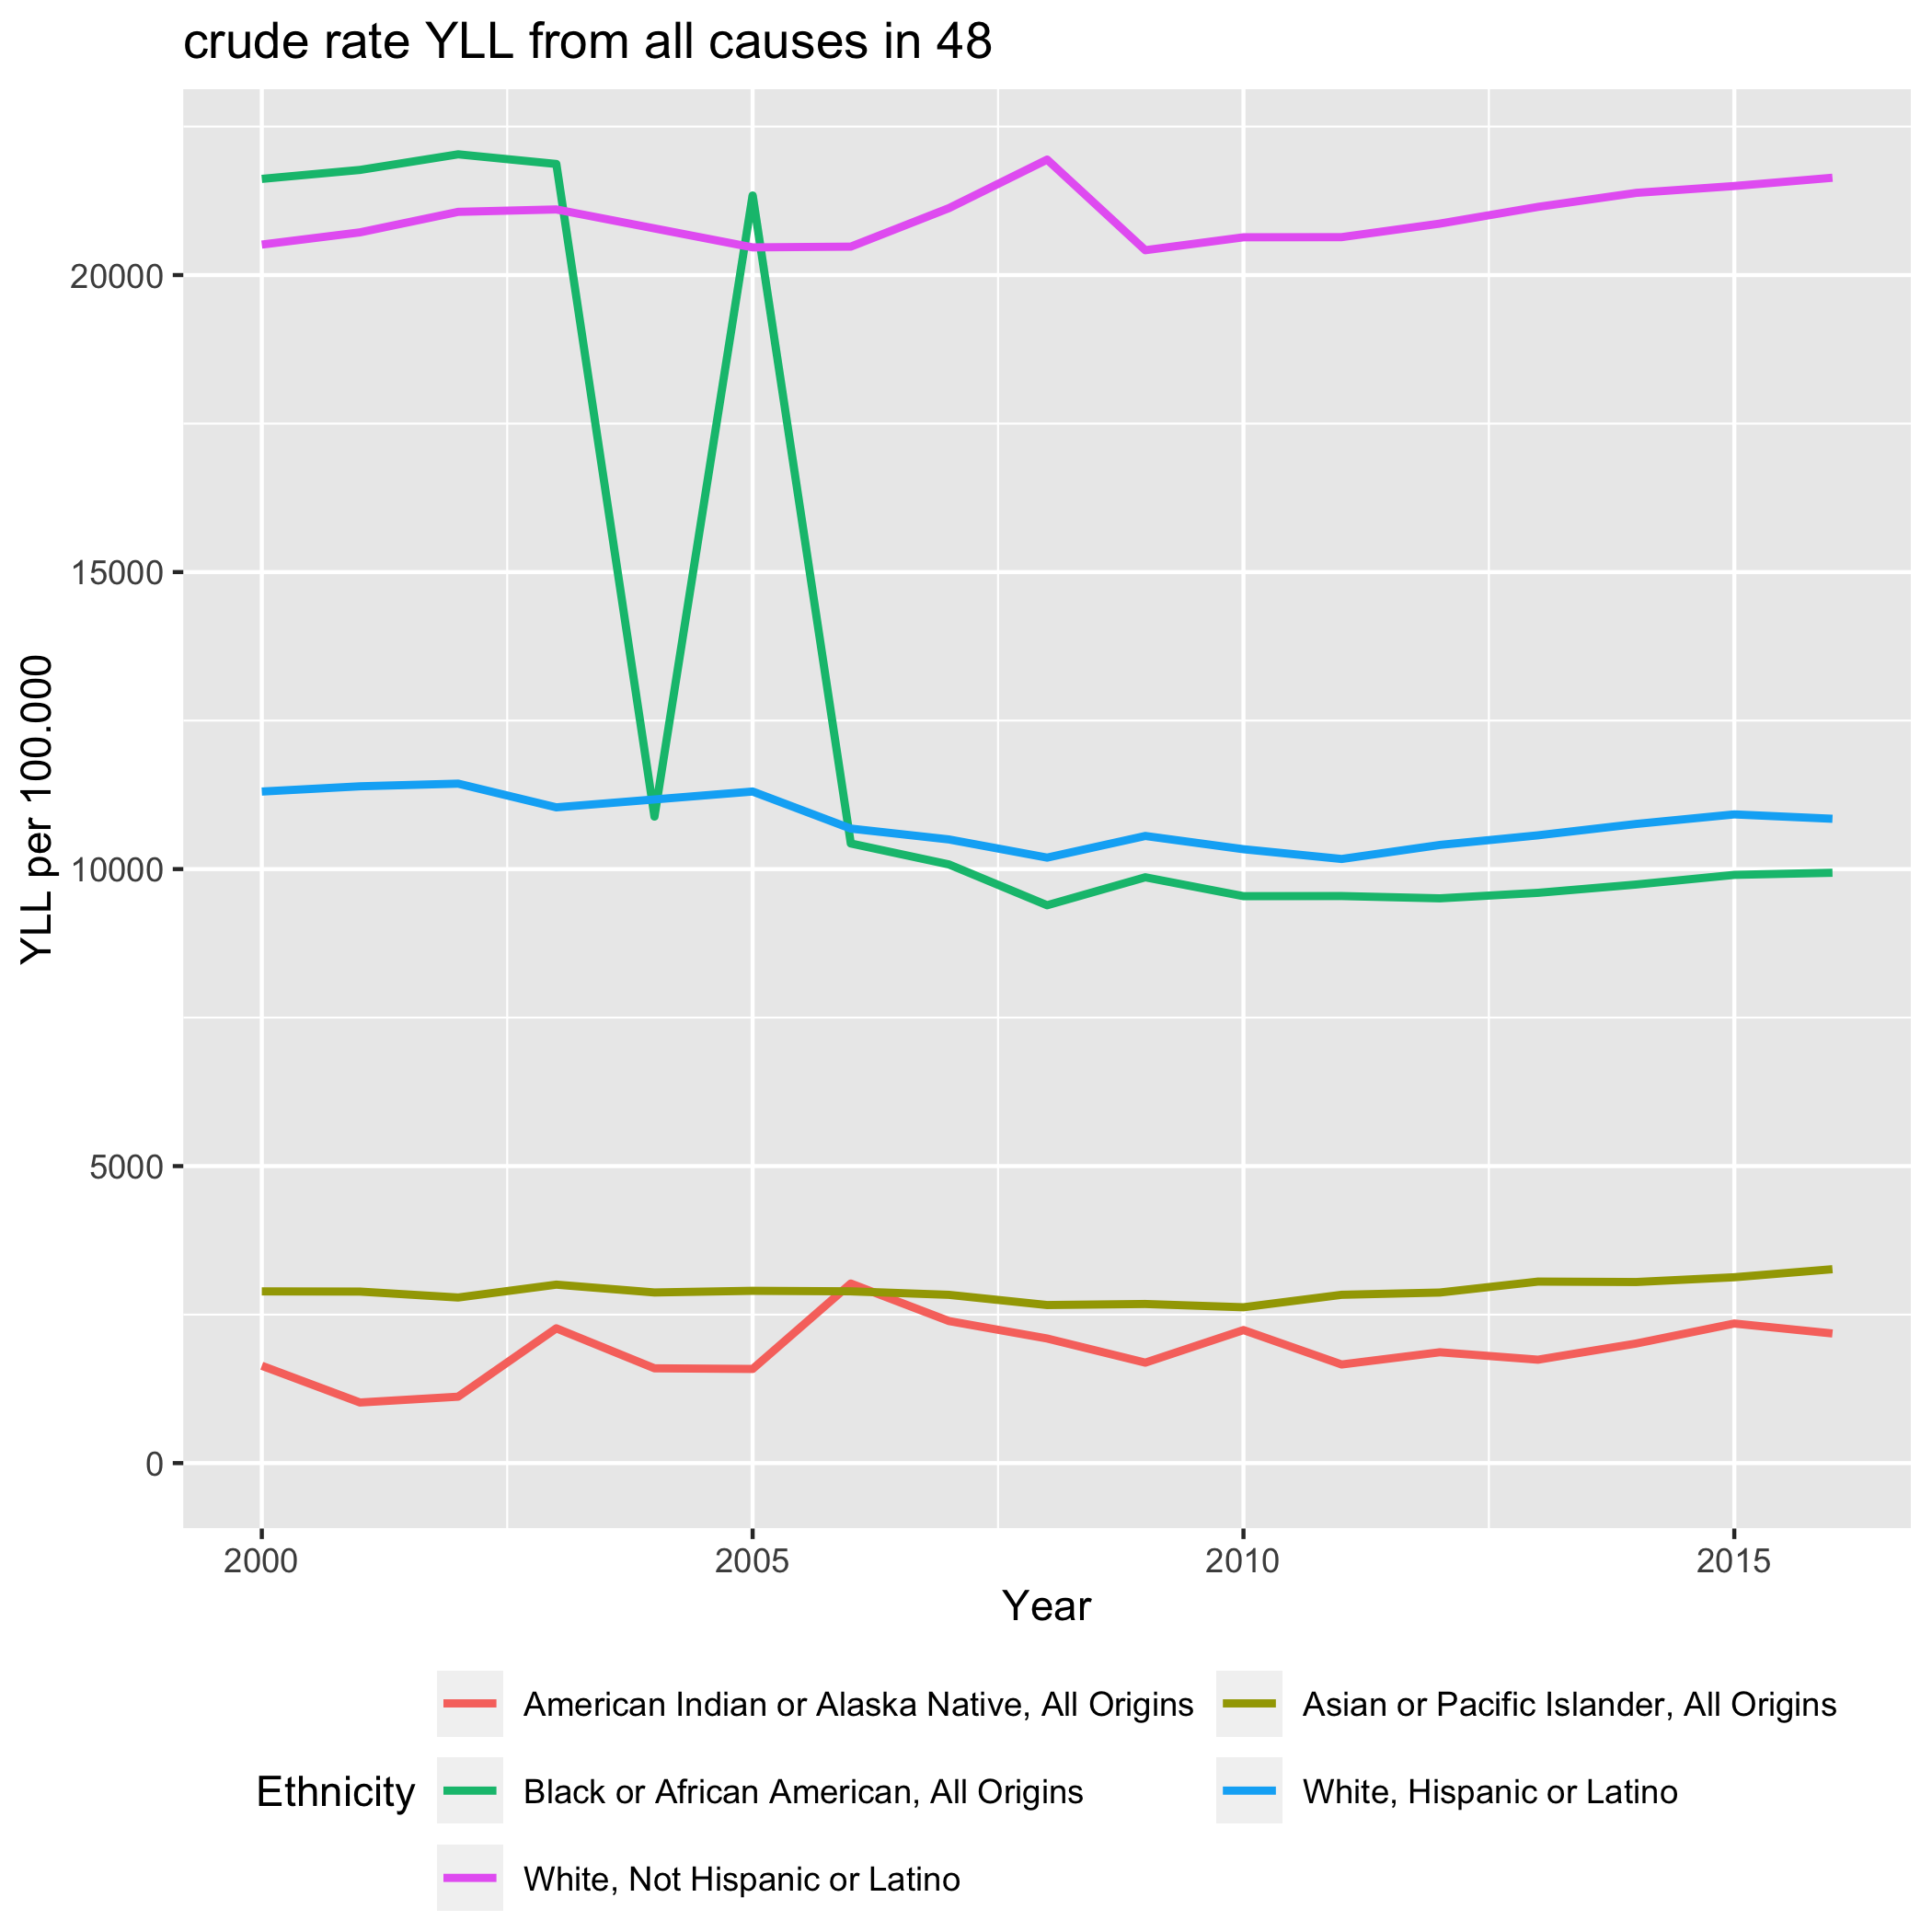 crude rate YLL from all causes in 48
YLL per 100.000
20000
15000
10000
5000
0
2000 2005 2010 2015
Year
Ethnicity
American Indian or Alaska Native, All Origins
Asian or Pacific Islander, All Origins
Black or African American, All Origins
White, Hispanic or Latino
White, Not Hispanic or Latino